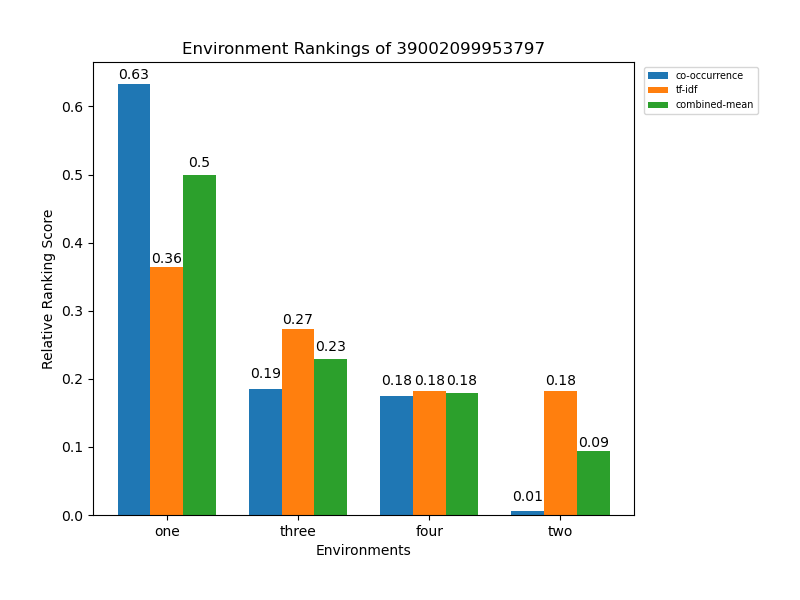 Environment Rankings of 39002099953797
co-occurrence
tf-idf
combined-mean
Relative Ranking Score
0.6
0.5
0.4
0.3
0.2
0.1
0.0
0.63
0.36
0.5
0.19
0.27
0.23
0.18
0.18
0.18
0.01
0.18
0.09
one
three
four
two
Environments